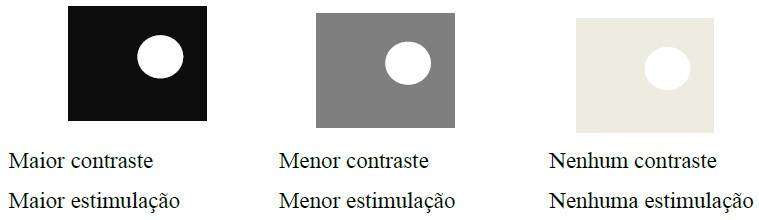 Maior contraste
Maior estimulação
Menor contraste
Menor estimulação
Nenhum contraste
Nenhuma estimulação